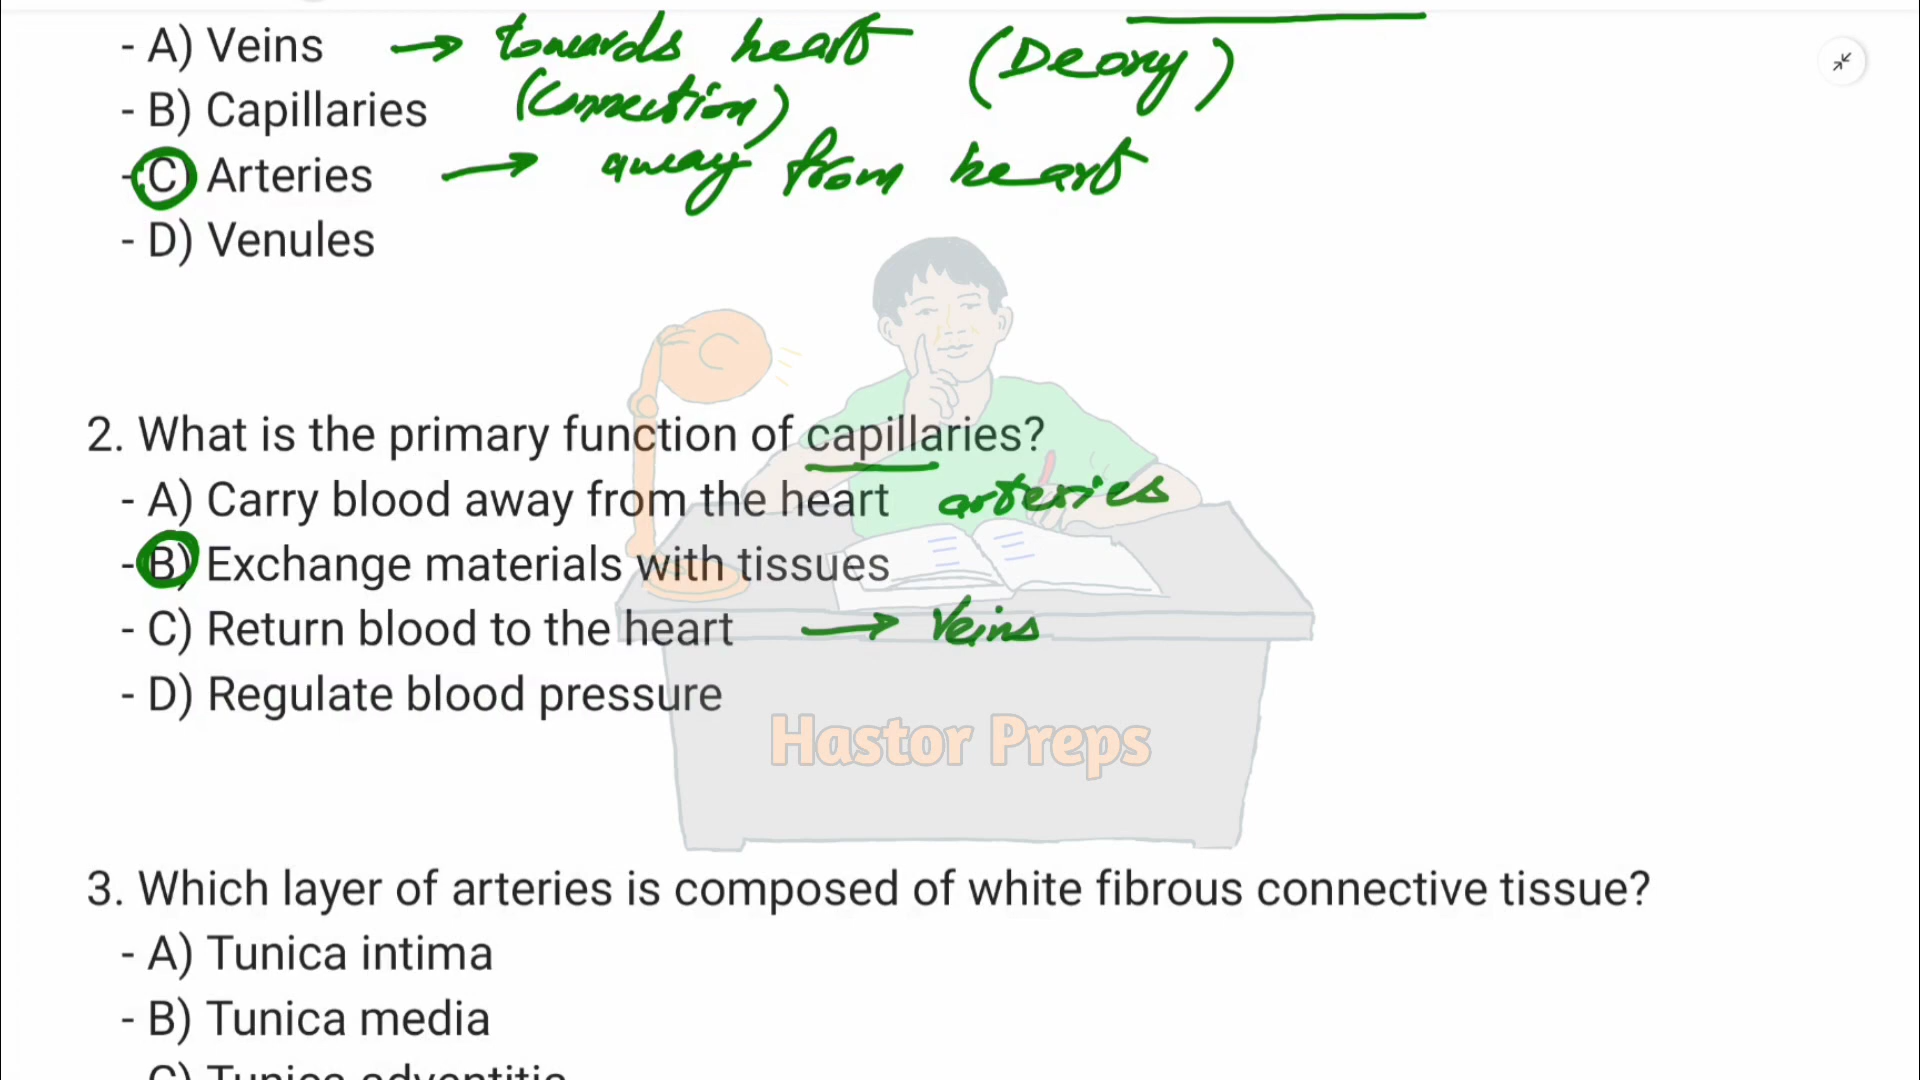 - A) Veins → towards heart (Deoxy)
- B) Capillaries (Connection)
- C) Arteries → away from heart
- D) Venules
2. What is the primary function of capillaries?
- A) Carry blood away from the heart arteries
- B) Exchange materials with tissues
- C) Return blood to the heart → Veins
- D) Regulate blood pressure
Hastor Preps
3. Which layer of arteries is composed of white fibrous connective tissue?
- A) Tunica intima
- B) Tunica media
C) Tunica adventitia